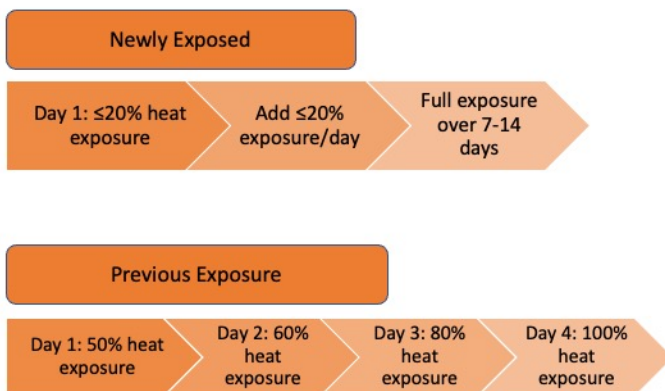 Newly Exposed
Day 1: ≤20% heat
exposure
Add ≤20%
exposure/day
Full exposure
over 7-14
days
Previous Exposure
Day 1: 50% heat
exposure
Day 2: 60%
heat
exposure
Day 3: 80%
heat
exposure
Day 4: 100%
heat
exposure